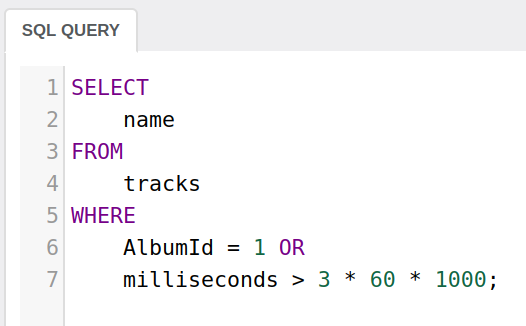 SQL QUERY
1 SELECT
2     name
3 FROM
4     tracks
5 WHERE
6     AlbumId = 1 OR
7     milliseconds > 3 * 60 * 1000;